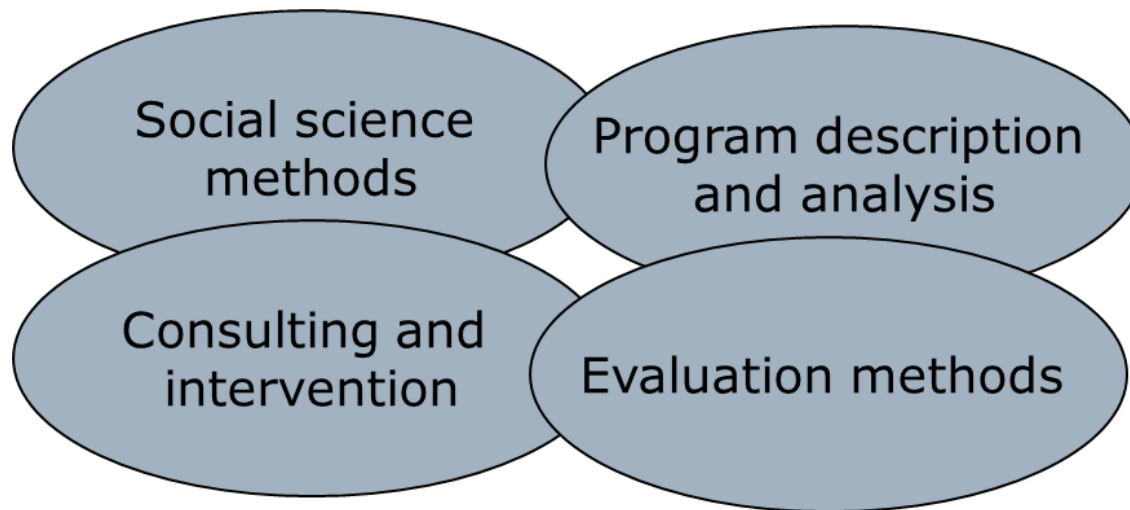 Social science
methods
Program description
and analysis
Consulting and
intervention
Evaluation methods